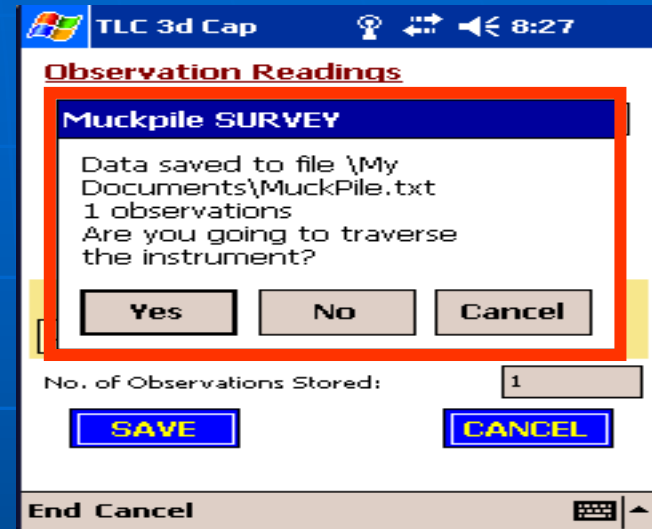 TLC 3d Cap 8:27
Observation Readings
Muckpile SURVEY
Data saved to file \My
Documents\MuckPile.txt
1 observations
Are you going to traverse
the instrument?
Yes No Cancel
No. of Observations Stored: 1
SAVE CANCEL
End Cancel